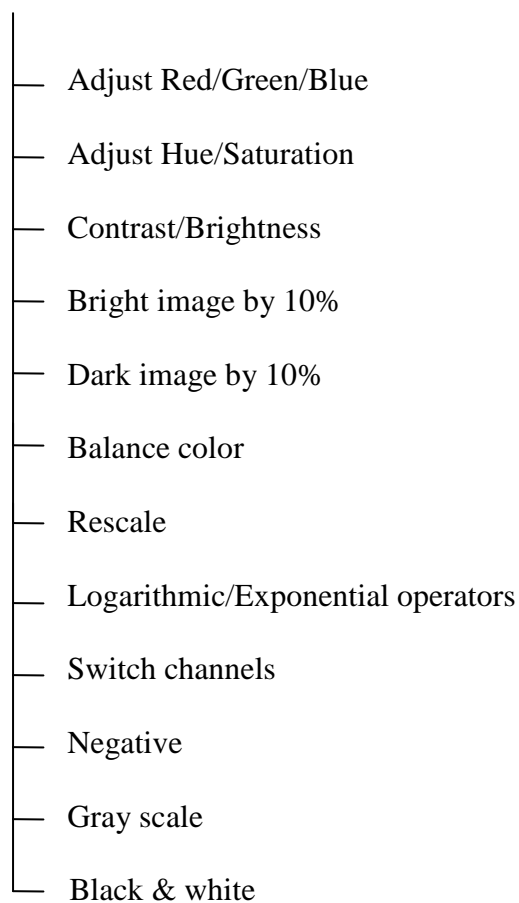 Adjust Red/Green/Blue
Adjust Hue/Saturation
Contrast/Brightness
Bright image by 10%
Dark image by 10%
Balance color
Rescale
Logarithmic/Exponential operators
Switch channels
Negative
Gray scale
Black & white